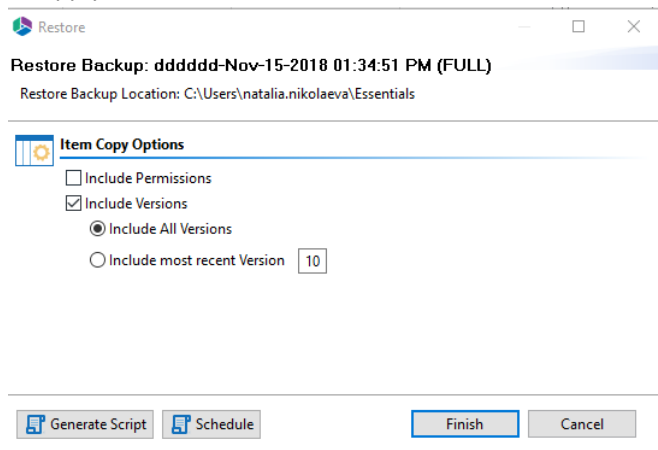 Restore
Restore Backup: dddddd-Nov-15-2018 01:34:51 PM (FULL)
Restore Backup Location: C:\Users\natalia.nikolaeva\Essentials
Item Copy Options
Include Permissions
Include Versions
Include All Versions
Include most recent Version 10
Generate Script Schedule Finish Cancel